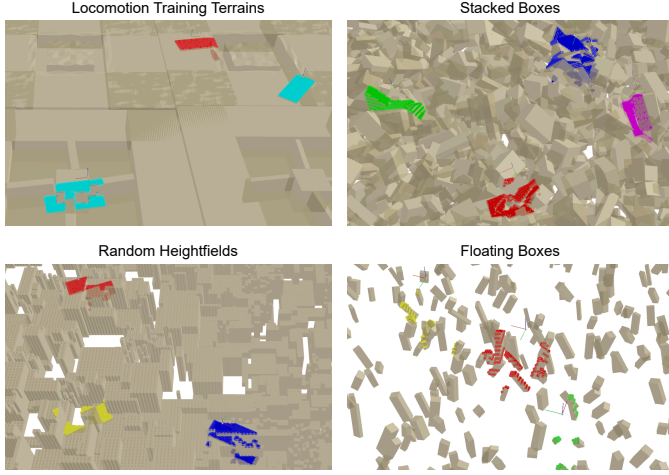 Locomotion Training Terrains
Stacked Boxes
Random Heightfields
Floating Boxes